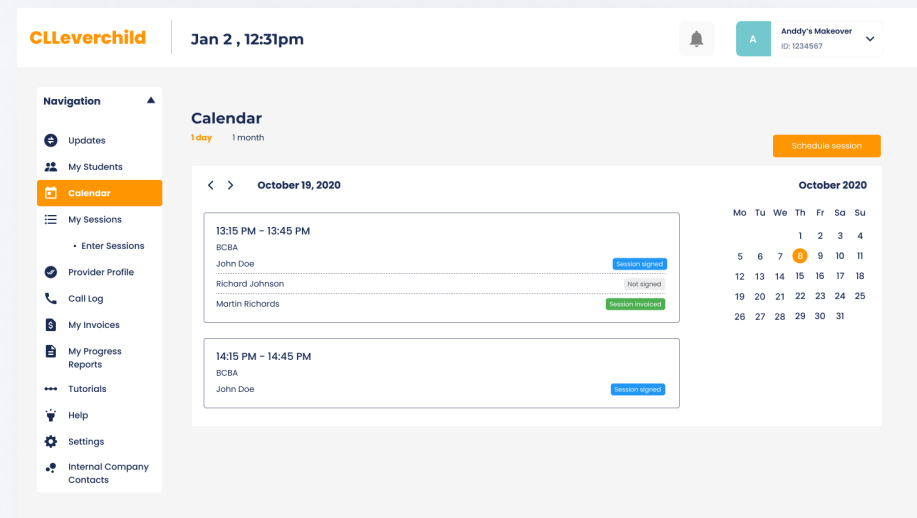 CLLeverchild
Jan 2 , 12:31pm
A
Anddy's Makeover
ID: 1234567
Navigation
Updates
My Students
Calendar
My Sessions
• Enter Sessions
Provider Profile
Call Log
My Invoices
My Progress
Reports
Tutorials
Help
Settings
Internal Company
Contacts
Calendar
1 day 1 month
Schedule session
< > October 19, 2020
13:15 PM - 13:45 PM
BCBA
John Doe Session signed
Richard Johnson Not signed
Martin Richards Session invoiced
14:15 PM - 14:45 PM
BCBA
John Doe Session signed
October 2020
Mo Tu We Th Fr Sa Su
1 2 3 4
5 6 7 8 9 10 11
12 13 14 15 16 17 18
19 20 21 22 23 24 25
26 27 28 29 30 31